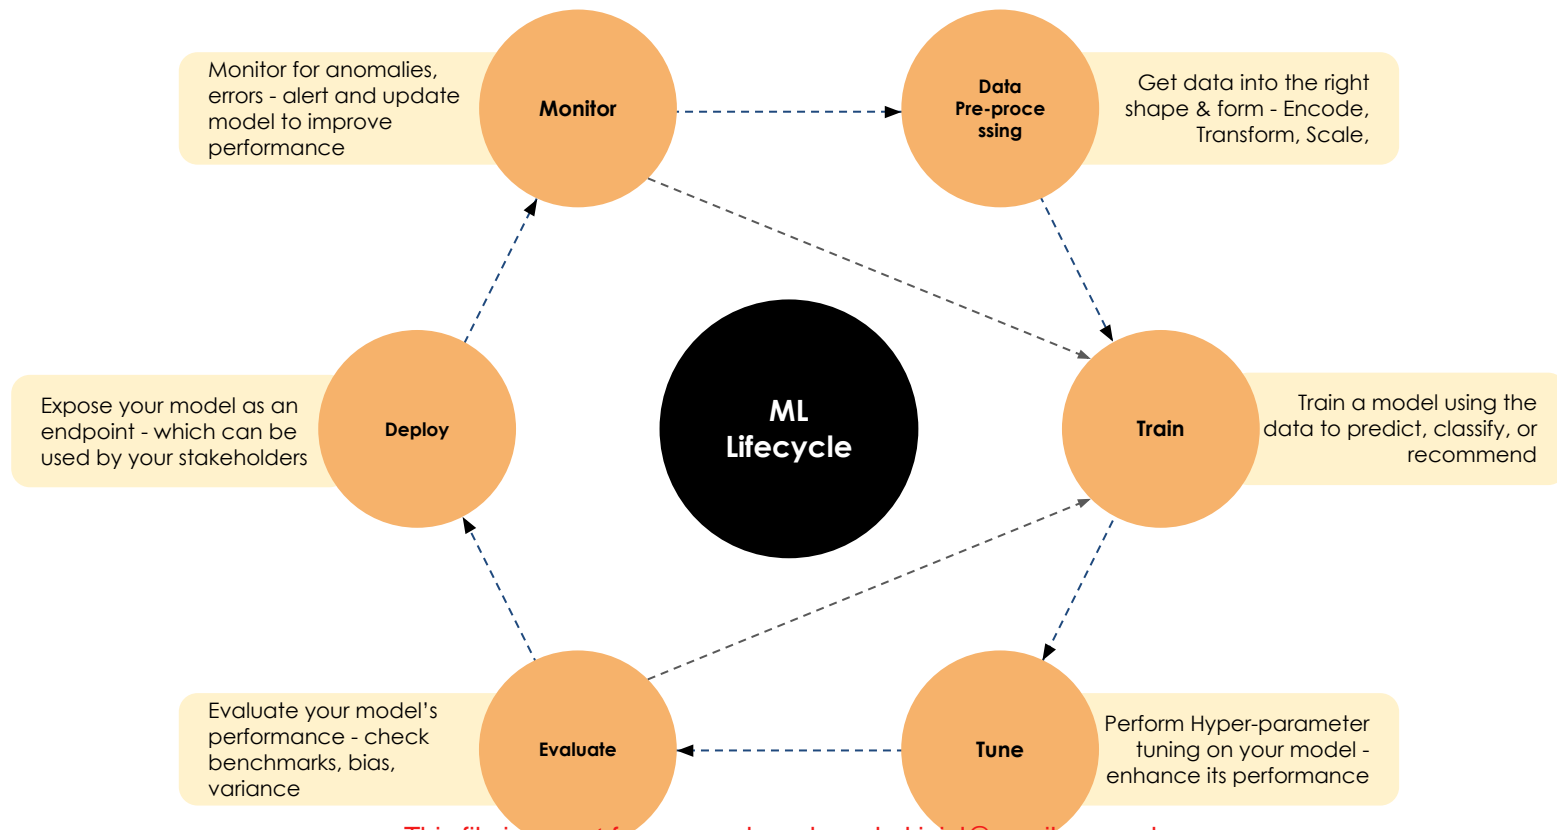 Monitor for anomalies,
errors - alert and update
model to improve
performance
Monitor
Data
Pre-proce
ssing
Get data into the right
shape & form - Encode,
Transform, Scale,
Expose your model as an
endpoint - which can be
used by your stakeholders
Deploy
ML
Lifecycle
Train
Train a model using the
data to predict, classify, or
recommend
Evaluate your model's
performance - check
benchmarks, bias,
variance
Evaluate
Tune
Perform Hyper-parameter
tuning on your model -
enhance its performance